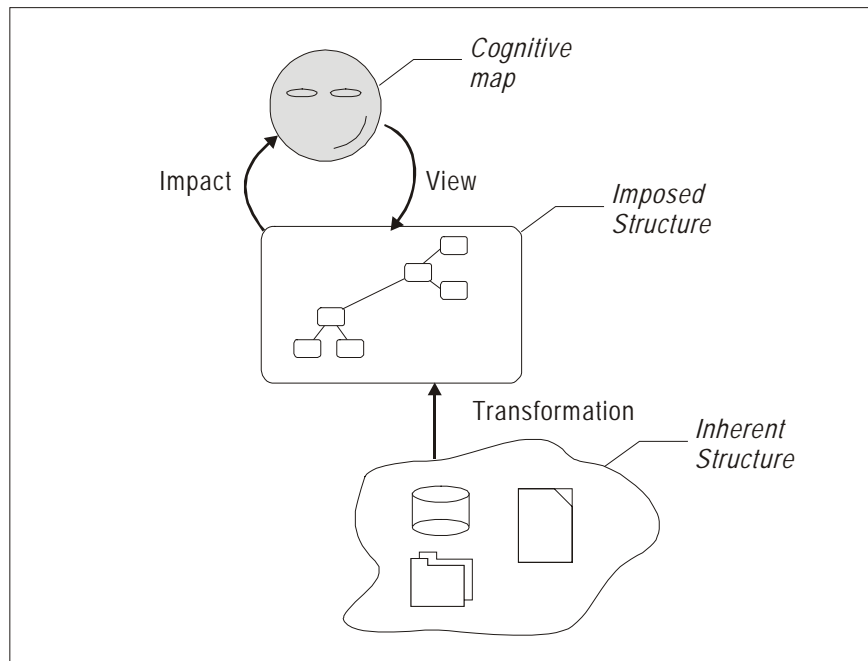 Cognitive
map
Impact
View
Imposed
Structure
Transformation
Inherent
Structure